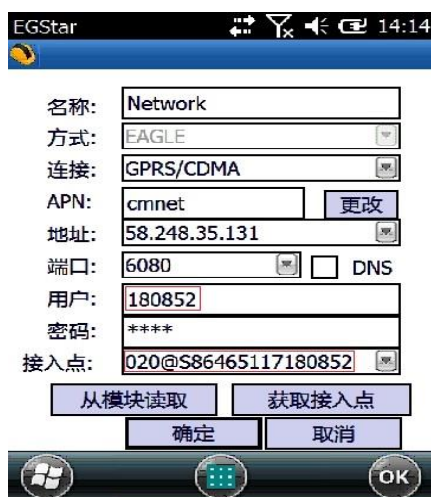 EGStar 14:14
名称: Network
方式: EAGLE
连接: GPRS/CDMA
APN: cmnet 更改
地址: 58.248.35.131
端口: 6080 DNS
用户: 180852
密码: ****
接入点: 020@S86465117180852
从模块读取 获取接入点
确定 取消
OK